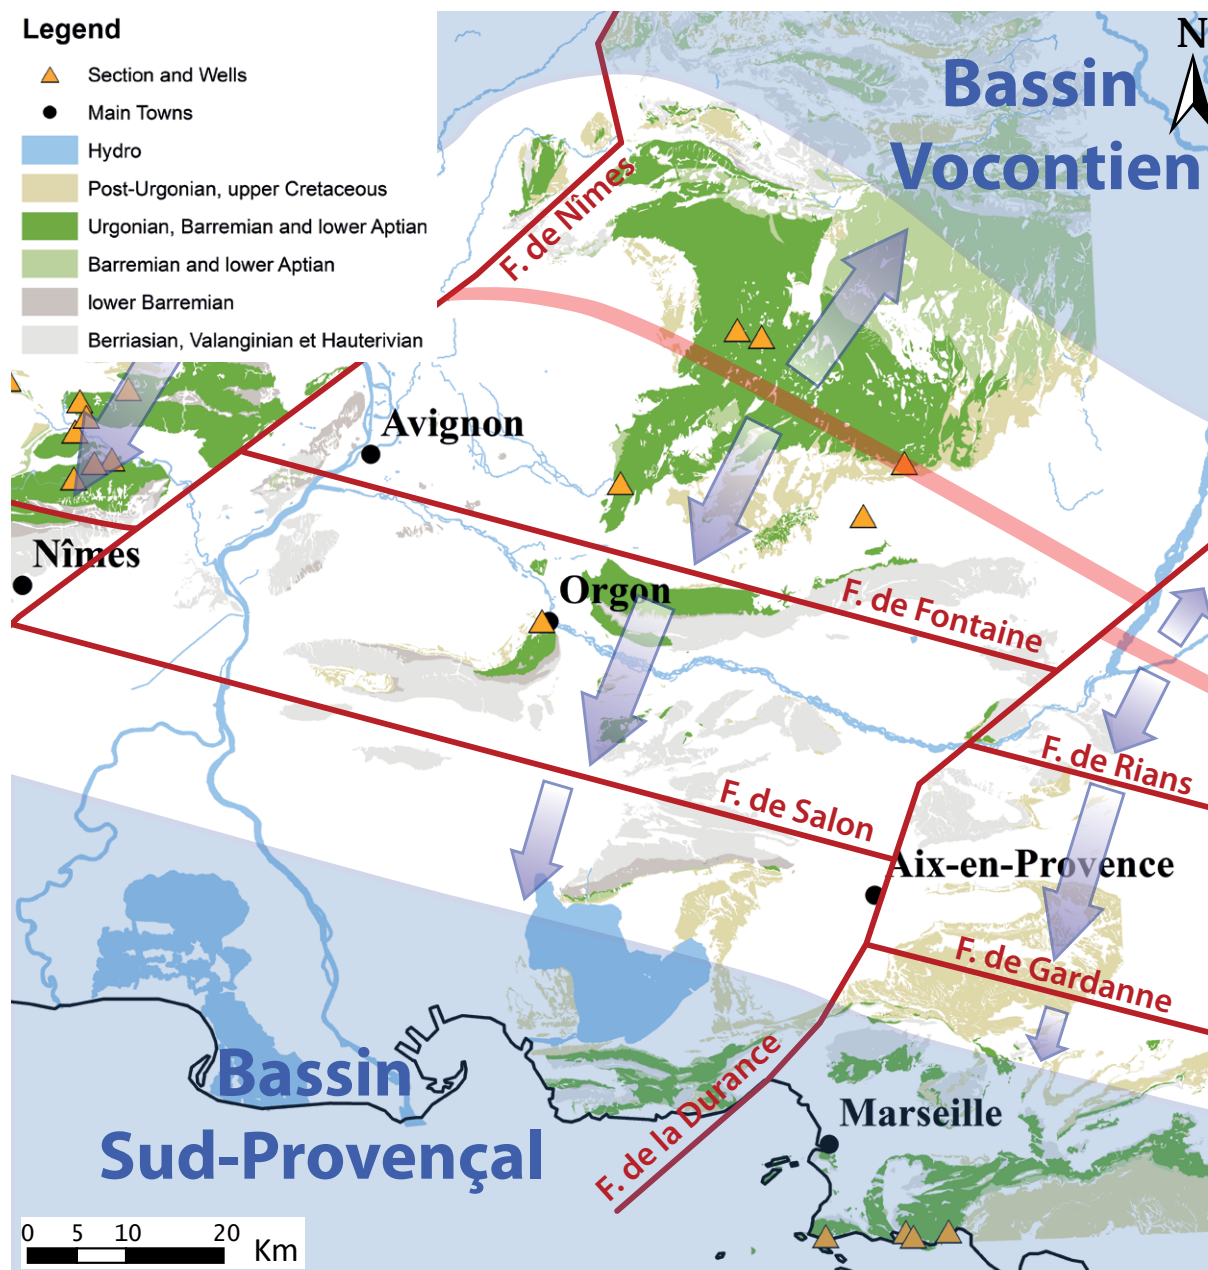 Legend
Section and Wells
Main Towns
Hydro
Post-Urgonian, upper Cretaceous
Urgonian, Barremian and lower Aptian
Barremian and lower Aptian
lower Barremian
Berriasian, Valanginian et Hauterivian
N
Bassin
Vocontien
F. de Nîmes
Avignon
Nîmes
Orgon
F. de Fontaine
F. de Rians
F. de Salon
Aix-en-Provence
F. de Gardanne
Bassin
Sud-Provençal
F. de la Durance
Marseille
0 5 10 20
Km